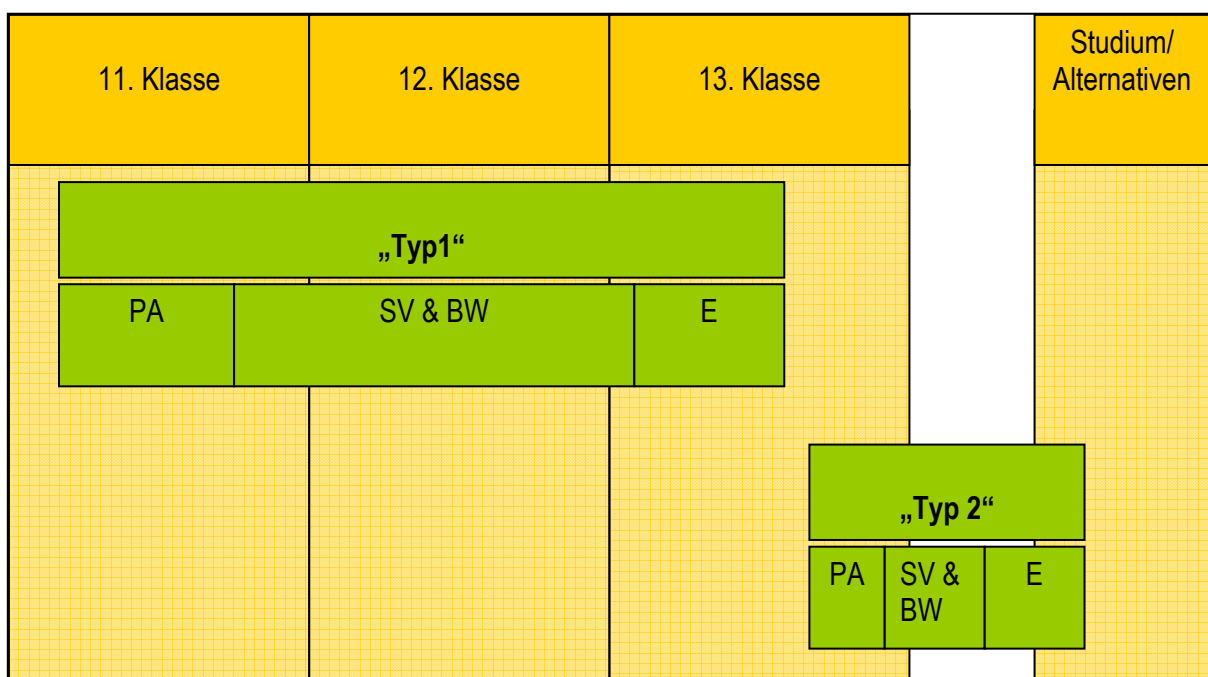 11. Klasse
12. Klasse
13. Klasse
Studium/
Alternativen
„Typ1“
PA
SV & BW
E
„Typ 2“
PA
SV &
BW
E